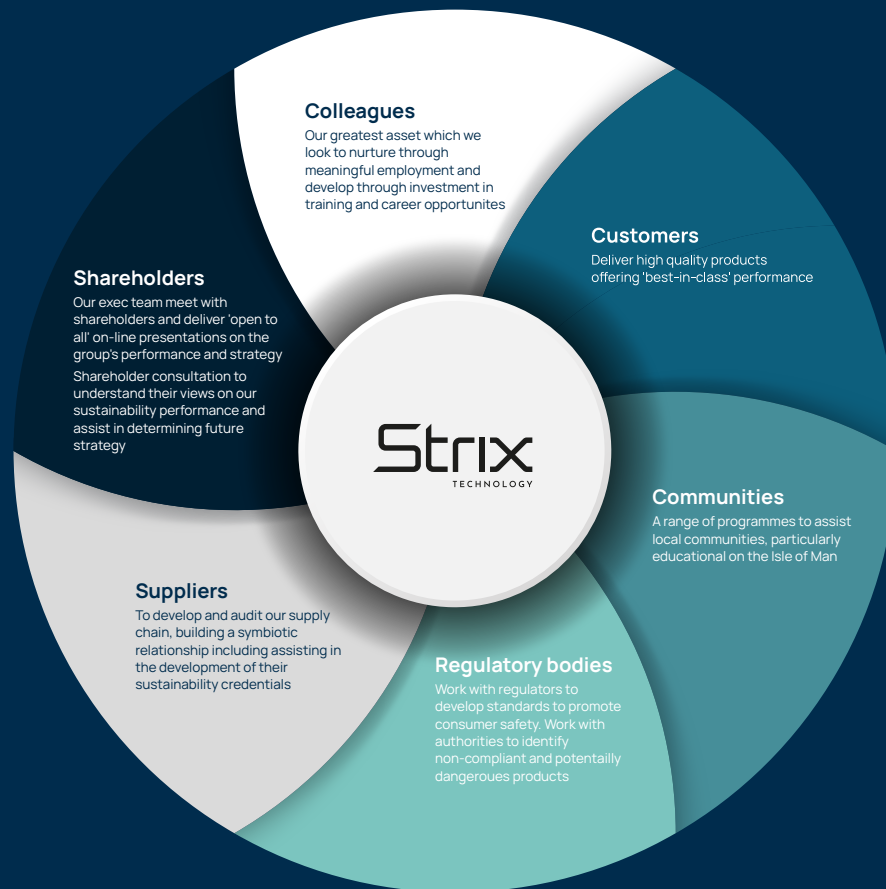 Colleagues
Our greatest asset which we
look to nurture through
meaningful employment and
develop through investment in
training and career opportunites
Customers
Deliver high quality products
offering 'best-in-class' performance
Shareholders
Our exec team meet with
shareholders and deliver 'open to
all' on-line presentations on the
group's performance and strategy
Shareholder consultation to
understand their views on our
sustainability performance and
assist in determining future
strategy
Strix
TECHNOLOGY
Communities
A range of programmes to assist
local communities, particularly
educational on the Isle of Man
Suppliers
To develop and audit our supply
chain, building a symbiotic
relationship including assisting in
the development of their
sustainability credentials
Regulatory bodies
Work with regulators to
develop standards to promote
consumer safety. Work with
authorities to identify
non-compliant and potentailly
dangeroues products